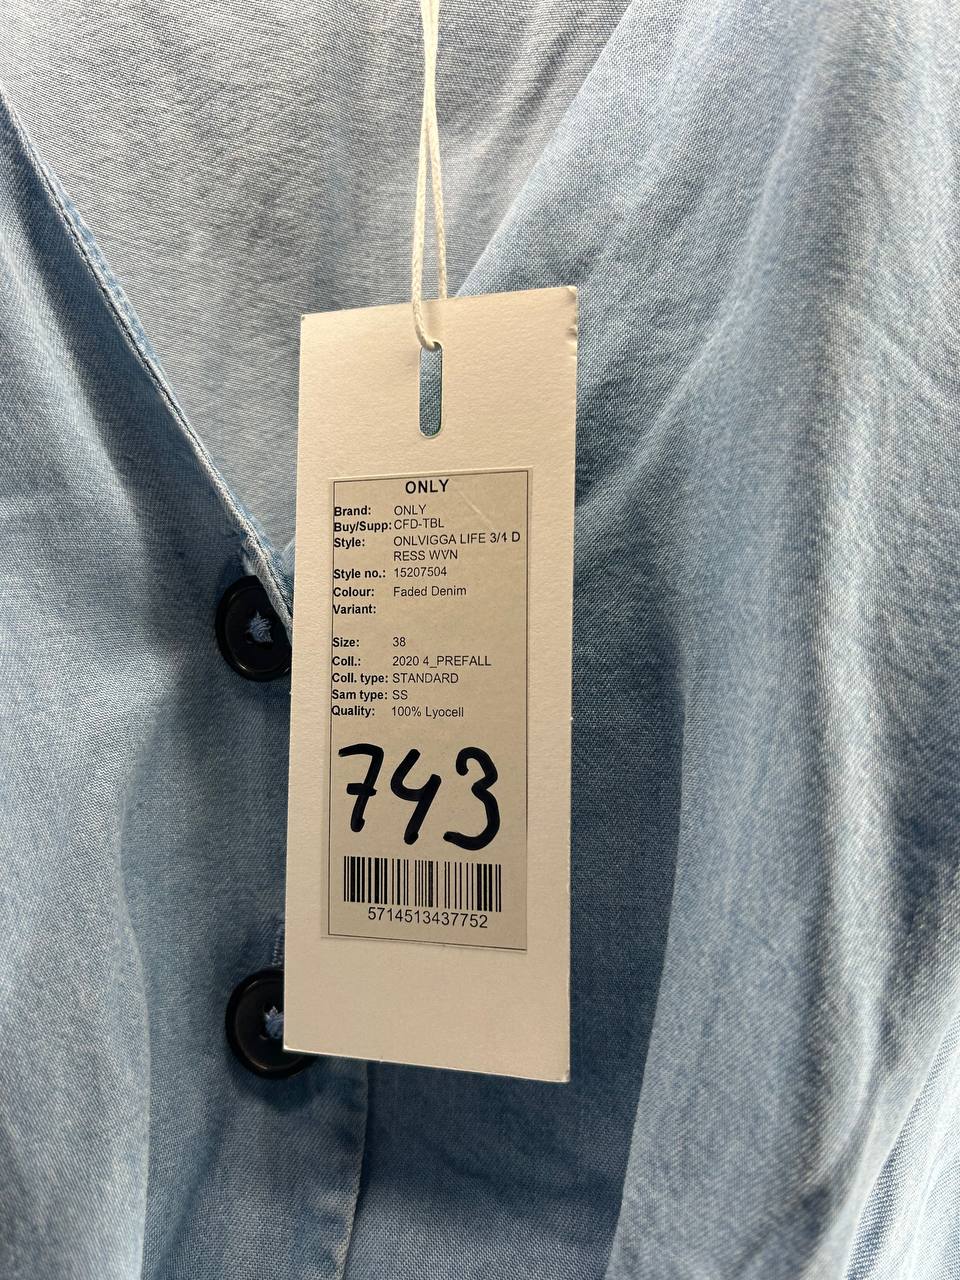 ONLY
Brand: ONLY
Buy/Supp: CFD-TBL
Style: ONLVIGGA LIFE 3/4 D
RESS WVN
Style no.: 15207504
Colour: Faded Denim
Variant:
Size: 38
Coll.: 2020 4_PREFALL
Coll. type: STANDARD
Sam type: SS
Quality: 100% Lyocell
743
5714513437752